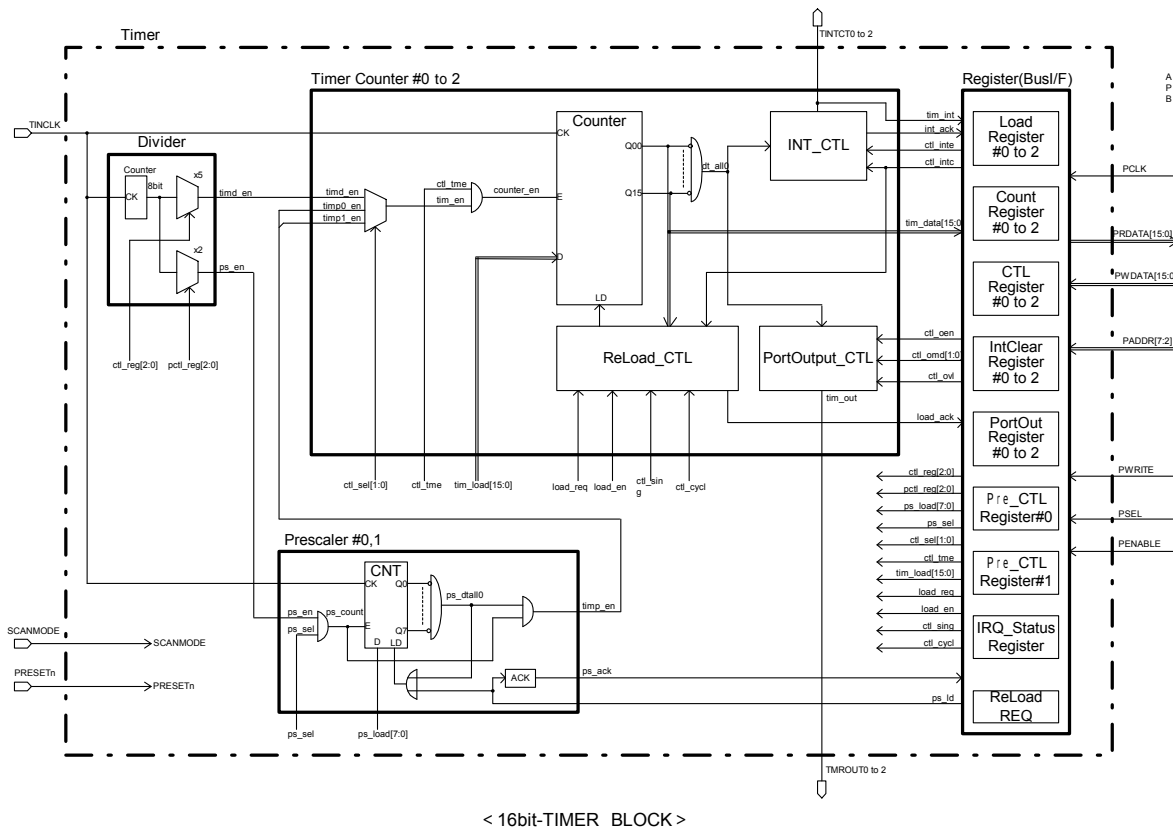 Timer
TINTCT0 to 2
Timer Counter #0 to 2
Register(BusI/F)
A
P
B
TINCLK
Divider
Counter
8bit
CK
x5
x2
timd_en
ps_en
ctl_reg[2:0]
pctl_reg[2:0]
timd_en
timp0_en
timp1_en
ctl_tme
tim_en
counter_en
Counter
CK
E
D
Q00
Q15
LD
dt_all0
INT_CTL
tim_int
int_ack
ctl_inte
ctl_intc
tim_data[15:0]
ReLoad_CTL
PortOutput_CTL
ctl_oen
ctl_omd[1:0]
ctl_ovl
tim_out
load_ack
ctl_sel[1:0]
ctl_tme
tim_load[15:0]
load_req
load_en
ctl_sin
g
ctl_cycl
Load
Register
#0 to 2
Count
Register
#0 to 2
CTL
Register
#0 to 2
IntClear
Register
#0 to 2
PortOut
Register
#0 to 2
Pre_CTL
Register#0
Pre_CTL
Register#1
IRQ_Status
Register
ReLoad
REQ
PCLK
PRDATA[15:0]
PWDATA[15:0
PADDR[7:2]
PWRITE
PSEL
PENABLE
ctl_reg[2:0]
pctl_reg[2:0]
ps_load[7:0]
ps_sel
ctl_sel[1:0]
ctl_tme
tim_load[15:0]
load_req
load_en
ctl_sing
ctl_cycl
Prescaler #0,1
CNT
CK
Q0
Q7
E
D
LD
ps_en
ps_sel
ps_count
ps_dtall0
timp_en
ACK
ps_ack
ps_ld
ps_sel
ps_load[7:0]
SCANMODE
SCANMODE
PRESETn
PRESETn
TMROUT0 to 2
< 16bit-TIMER BLOCK >